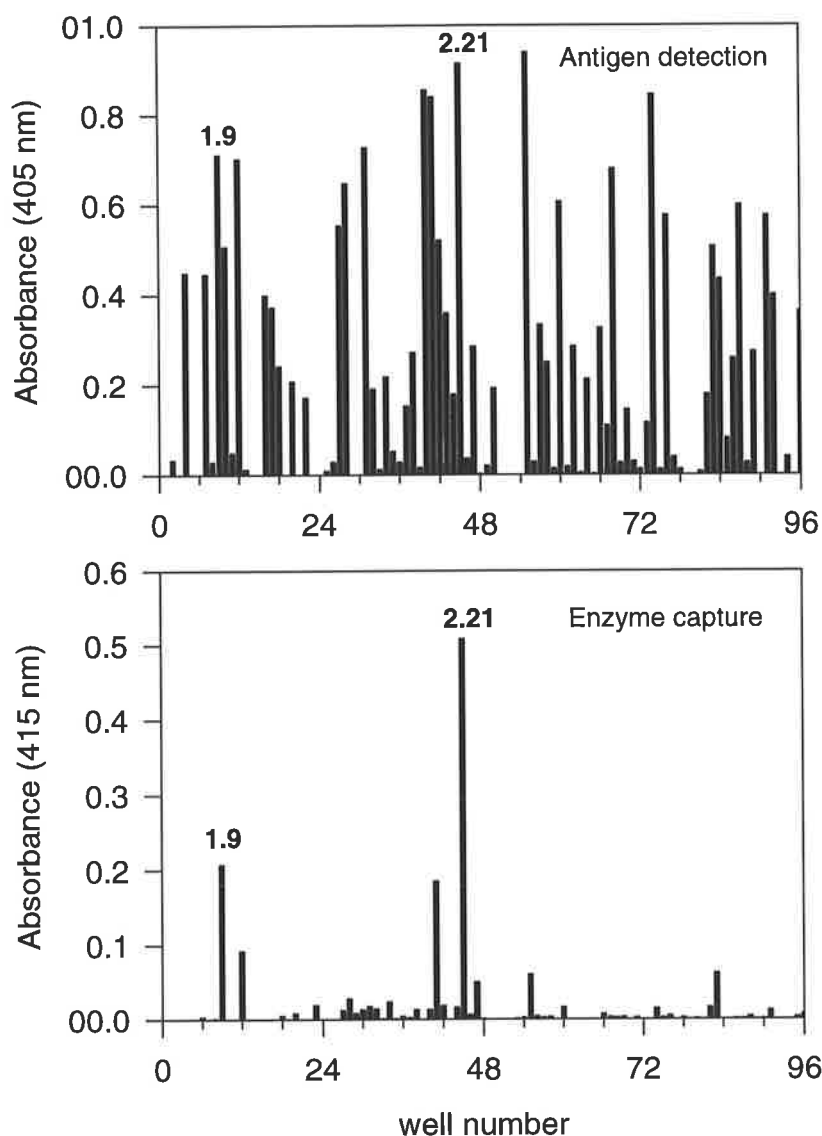 01.0
0.8
0.6
0.4
0.2
00.0
Absorbance (405 nm)
1.9
2.21
Antigen detection
0 24 48 72 96
0.6
0.5
0.4
0.3
0.2
0.1
00.0
Absorbance (415 nm)
1.9
2.21
Enzyme capture
0 24 48 72 96
well number